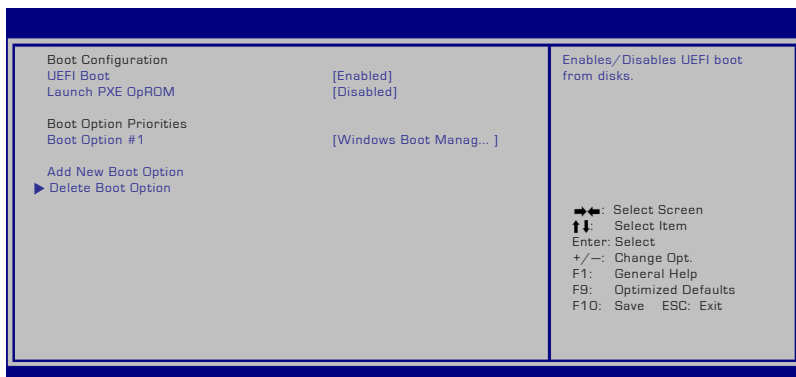 Boot Configuration
UEFI Boot [Enabled]
Launch PXE OpROM [Disabled]
Boot Option Priorities
Boot Option #1 [Windows Boot Manag... ]
Add New Boot Option
Delete Boot Option
Enables/Disables UEFI boot
from disks.
→←: Select Screen
↑↓: Select Item
Enter: Select
+/—: Change Opt.
F1: General Help
F9: Optimized Defaults
F10: Save ESC: Exit